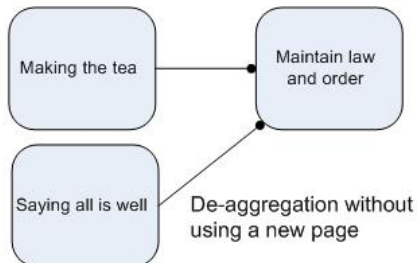 Making the tea
Maintain law
and order
Saying all is well
De-aggregation without
using a new page